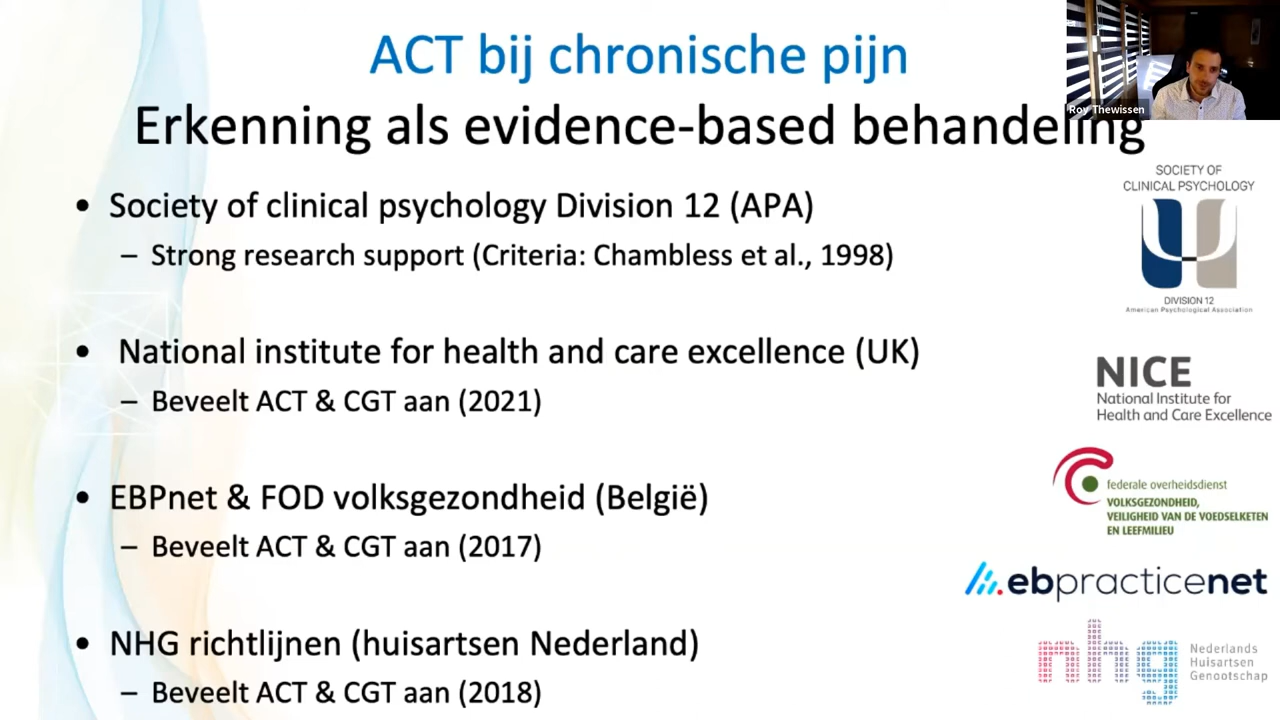 ACT bij chronische pijn
Erkenning als evidence-based behandeling
Roy Thewissen
• Society of clinical psychology Division 12 (APA)
– Strong research support (Criteria: Chambless et al., 1998)
• National institute for health and care excellence (UK)
– Beveelt ACT & CGT aan (2021)
• EBPnet & FOD volksgezondheid (België)
– Beveelt ACT & CGT aan (2017)
• NHG richtlijnen (huisartsen Nederland)
– Beveelt ACT & CGT aan (2018)
SOCIETY OF
CLINICAL PSYCHOLOGY
DIVISION 12
American Psychological Association
NICE
National Institute for
Health and Care Excellence
federale overheidsdienst
VOLKSGEZONDHEID,
VEILIGHEID VAN DE VOEDSELKETEN
EN LEEFMILIEU
ebpracticenet
nhg
Nederlands
Huisartsen
Genootschap